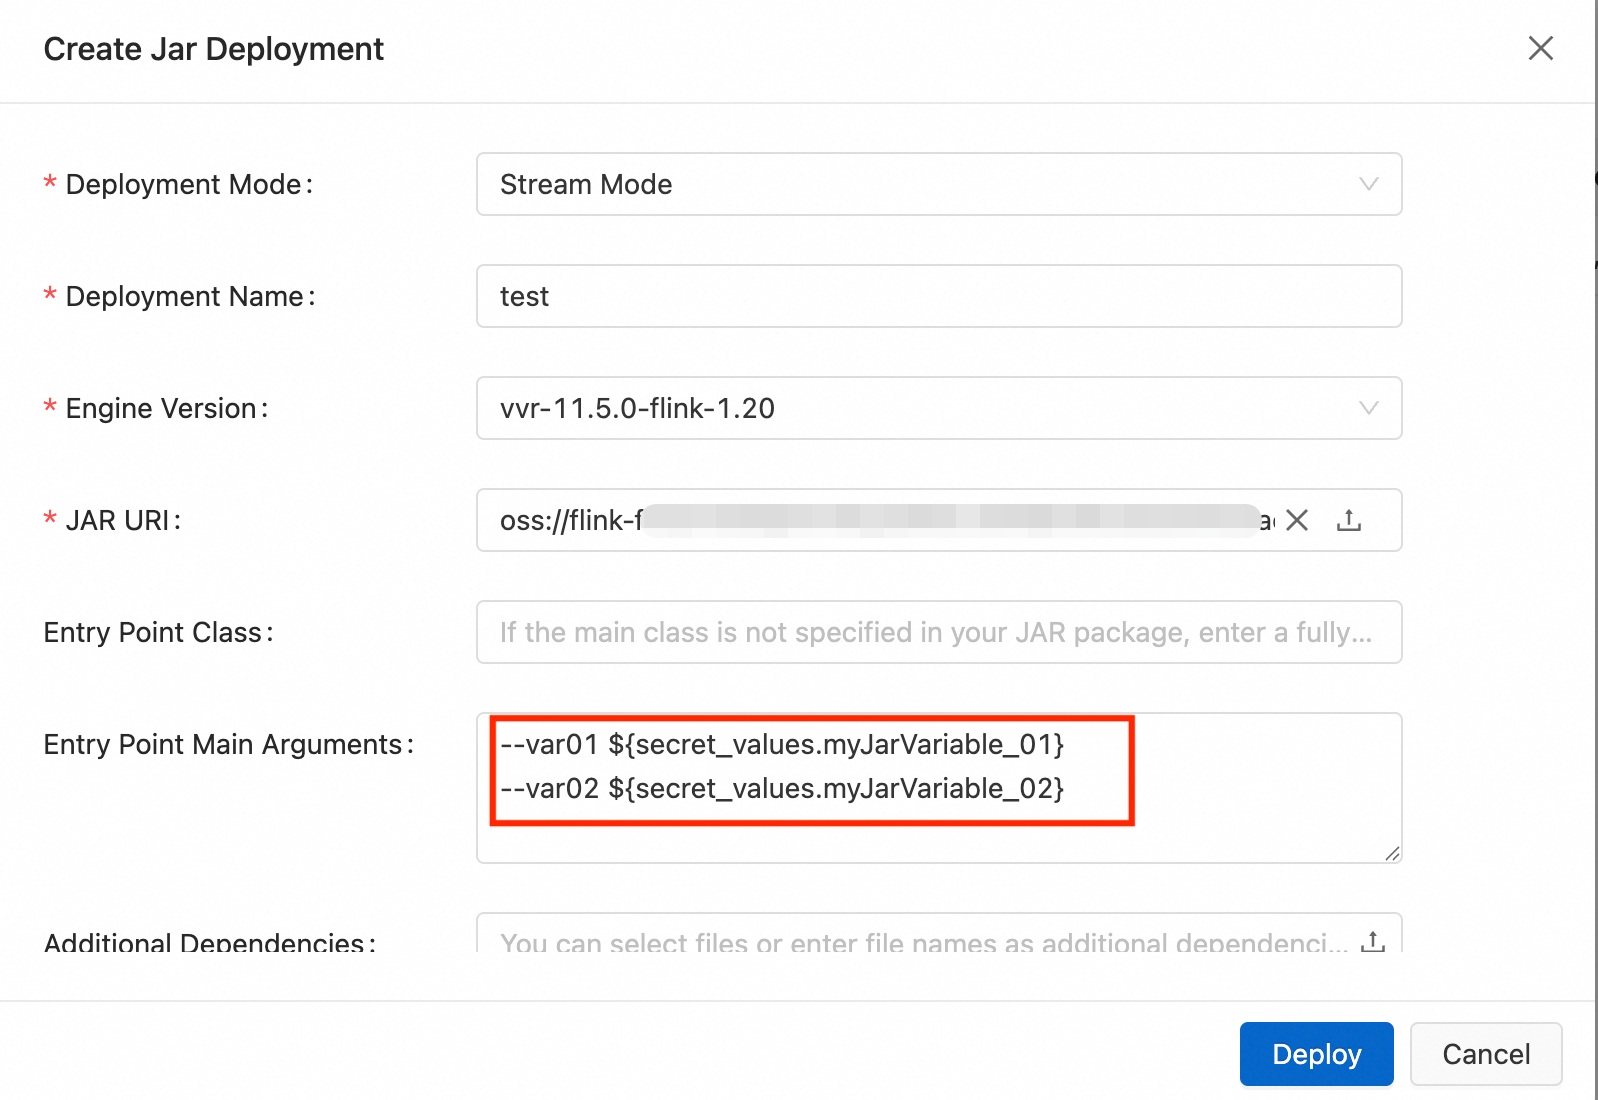 Create Jar Deployment
* Deployment Mode: Stream Mode
* Deployment Name: test
* Engine Version: vvr-11.5.0-flink-1.20
* JAR URI: oss://flink-f
Entry Point Class: If the main class is not specified in your JAR package, enter a fully...
Entry Point Main Arguments: --var01 ${secret_values.myJarVariable_01}
--var02 ${secret_values.myJarVariable_02}
Additional Dependencies: You can select files or enter file names as additional dependenci...
Deploy Cancel